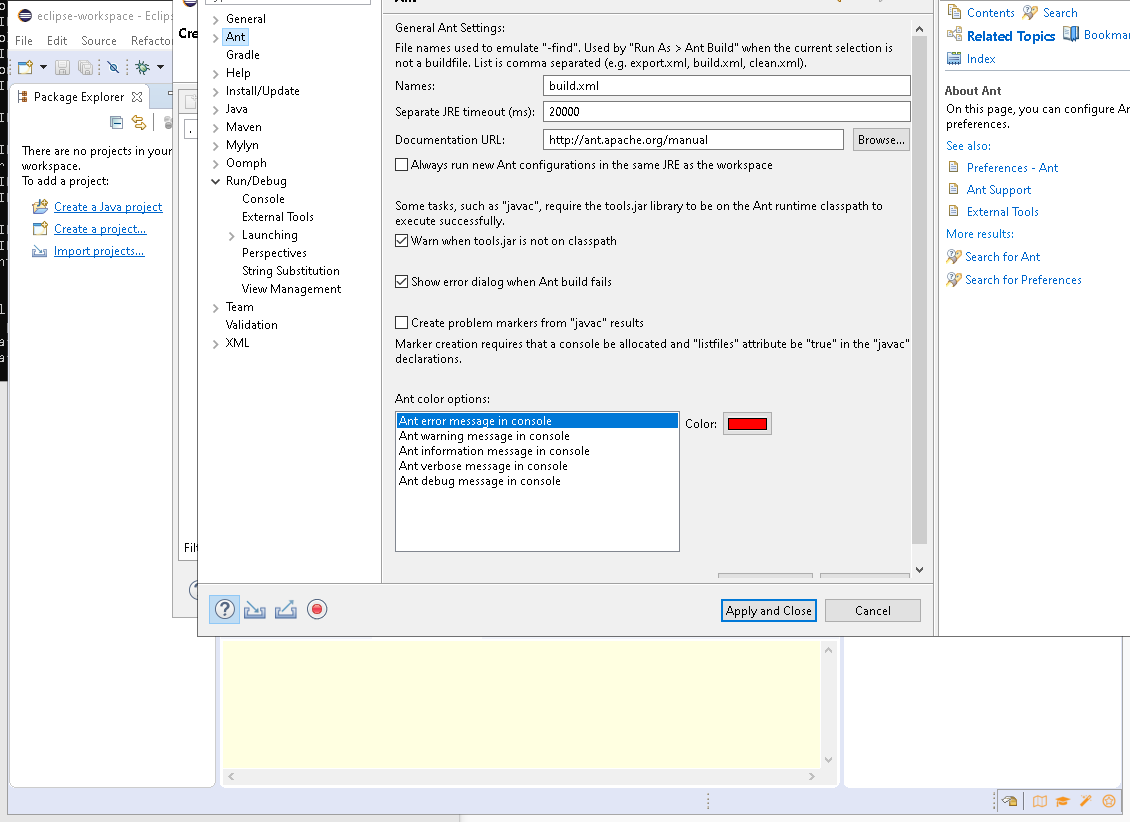 eclipse-workspace - Eclips
File Edit Source Refacto
Package Explorer
There are no projects in your
workspace.
To add a project:
Create a Java project
Create a project...
Import projects...
Cre
Filt
General
Ant
Gradle
Help
Install/Update
Java
Maven
Mylyn
Oomph
Run/Debug
Console
External Tools
Launching
Perspectives
String Substitution
View Management
Team
Validation
XML
General Ant Settings:
File names used to emulate "-find". Used by "Run As > Ant Build" when the current selection is
not a buildfile. List is comma separated (e.g. export.xml, build.xml, clean.xml).
Names: build.xml
Separate JRE timeout (ms): 20000
Documentation URL: http://ant.apache.org/manual Browse...
Always run new Ant configurations in the same JRE as the workspace
Some tasks, such as "javac", require the tools.jar library to be on the Ant runtime classpath to
execute successfully.
Warn when tools.jar is not on classpath
Show error dialog when Ant build fails
Create problem markers from "javac" results
Marker creation requires that a console be allocated and "listfiles" attribute be "true" in the "javac"
declarations.
Ant color options:
Ant error message in console
Ant warning message in console
Ant information message in console
Ant verbose message in console
Ant debug message in console
Color:
Apply and Close Cancel
Contents Search
Related Topics Bookmar
Index
About Ant
On this page, you can configure An
preferences.
See also:
Preferences - Ant
Ant Support
External Tools
More results:
Search for Ant
Search for Preferences